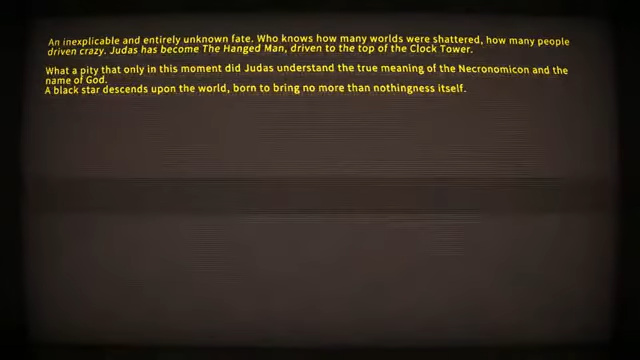 An inexplicable and entirely unknown fate. Who knows how many worlds were shattered, how many people
driven crazy. Judas has become The Hanged Man, driven to the top of the Clock Tower.
What a pity that only in this moment did Judas understand the true meaning of the Necronomicon and the
name of God.
A black star descends upon the world, born to bring no more than nothingness itself.